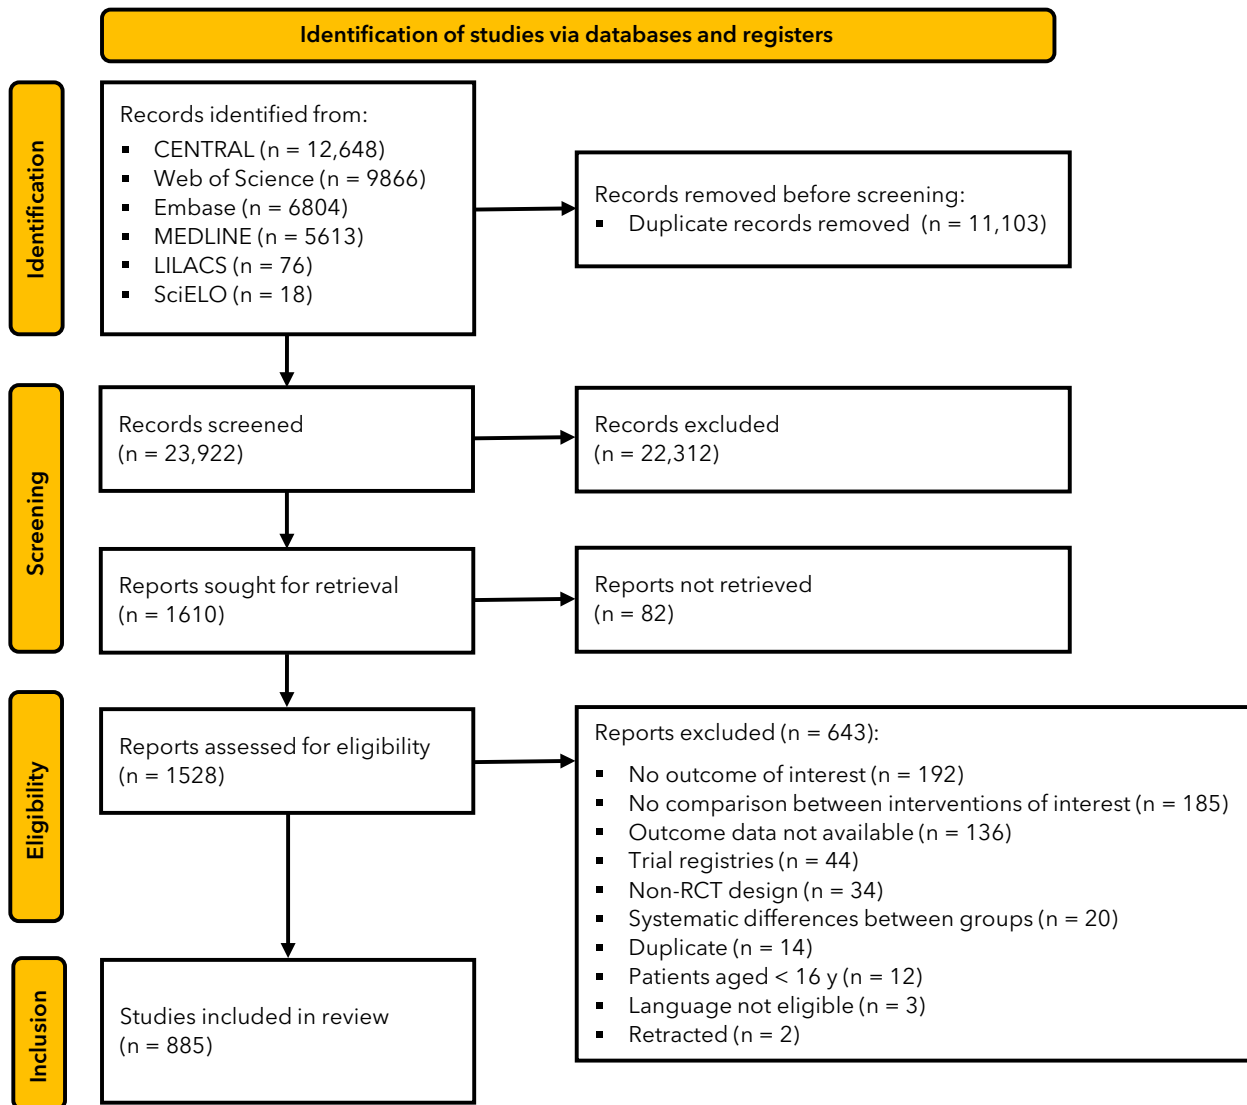 Identification of studies via databases and registers
Identification
Records identified from:
▪ CENTRAL (n = 12,648)
▪ Web of Science (n = 9866)
▪ Embase (n = 6804)
▪ MEDLINE (n = 5613)
▪ LILACS (n = 76)
▪ SciELO (n = 18)
Records removed before screening:
▪ Duplicate records removed (n = 11,103)
Screening
Records screened
(n = 23,922)
Records excluded
(n = 22,312)
Reports sought for retrieval
(n = 1610)
Reports not retrieved
(n = 82)
Eligibility
Reports assessed for eligibility
(n = 1528)
Reports excluded (n = 643):
▪ No outcome of interest (n = 192)
▪ No comparison between interventions of interest (n = 185)
▪ Outcome data not available (n = 136)
▪ Trial registries (n = 44)
▪ Non-RCT design (n = 34)
▪ Systematic differences between groups (n = 20)
▪ Duplicate (n = 14)
▪ Patients aged < 16 y (n = 12)
▪ Language not eligible (n = 3)
▪ Retracted (n = 2)
Inclusion
Studies included in review
(n = 885)